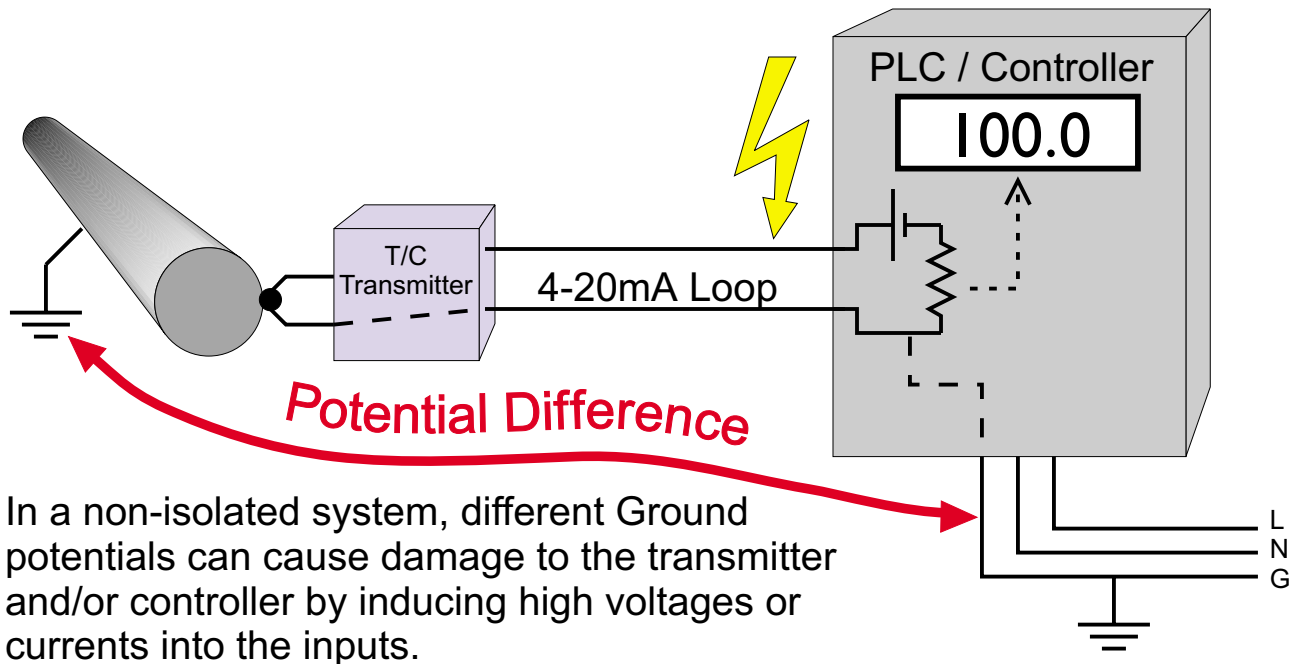 PLC / Controller
100.0
T/C
Transmitter
4-20mA Loop
Potential Difference
In a non-isolated system, different Ground
potentials can cause damage to the transmitter
and/or controller by inducing high voltages or
currents into the inputs.
L
N
G